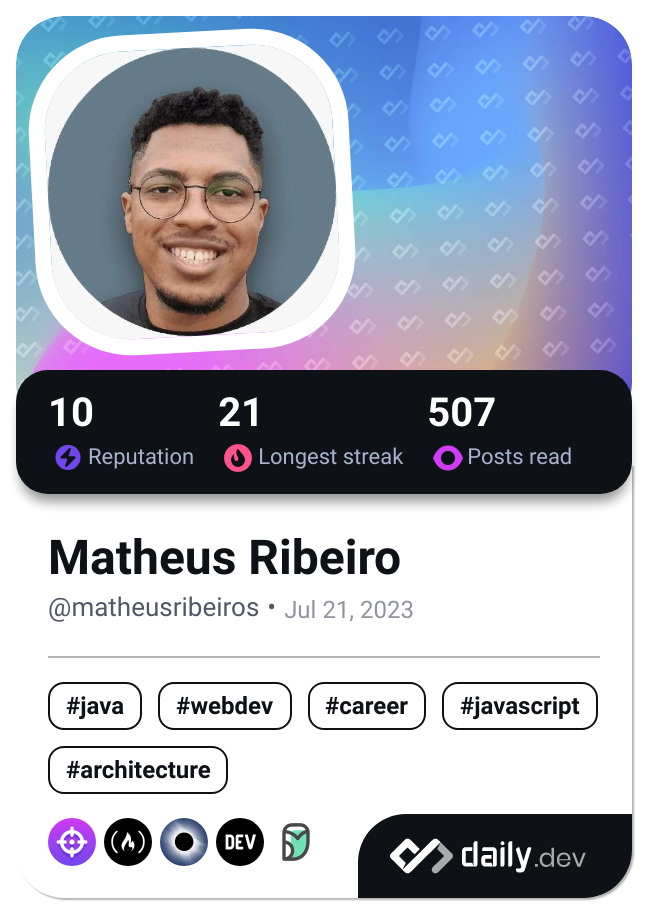 10 21 507
Reputation Longest streak Posts read
Matheus Ribeiro
@matheusribeiros • Jul 21, 2023
#java #webdev #career #javascript
#architecture
DEV
daily.dev